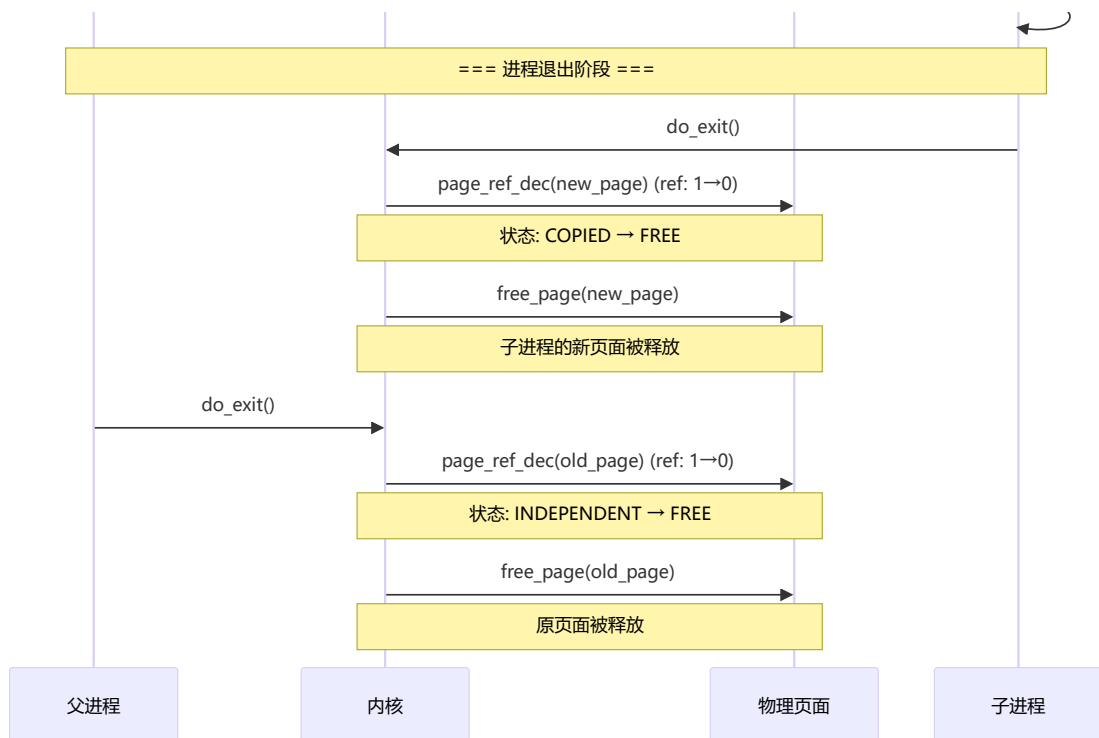 === 进程退出阶段 ===
do_exit()
page_ref_dec(new_page) (ref: 1→0)
状态: COPIED → FREE
free_page(new_page)
子进程的新页面被释放
do_exit()
page_ref_dec(old_page) (ref: 1→0)
状态: INDEPENDENT → FREE
free_page(old_page)
原页面被释放
父进程 内核 物理页面 子进程